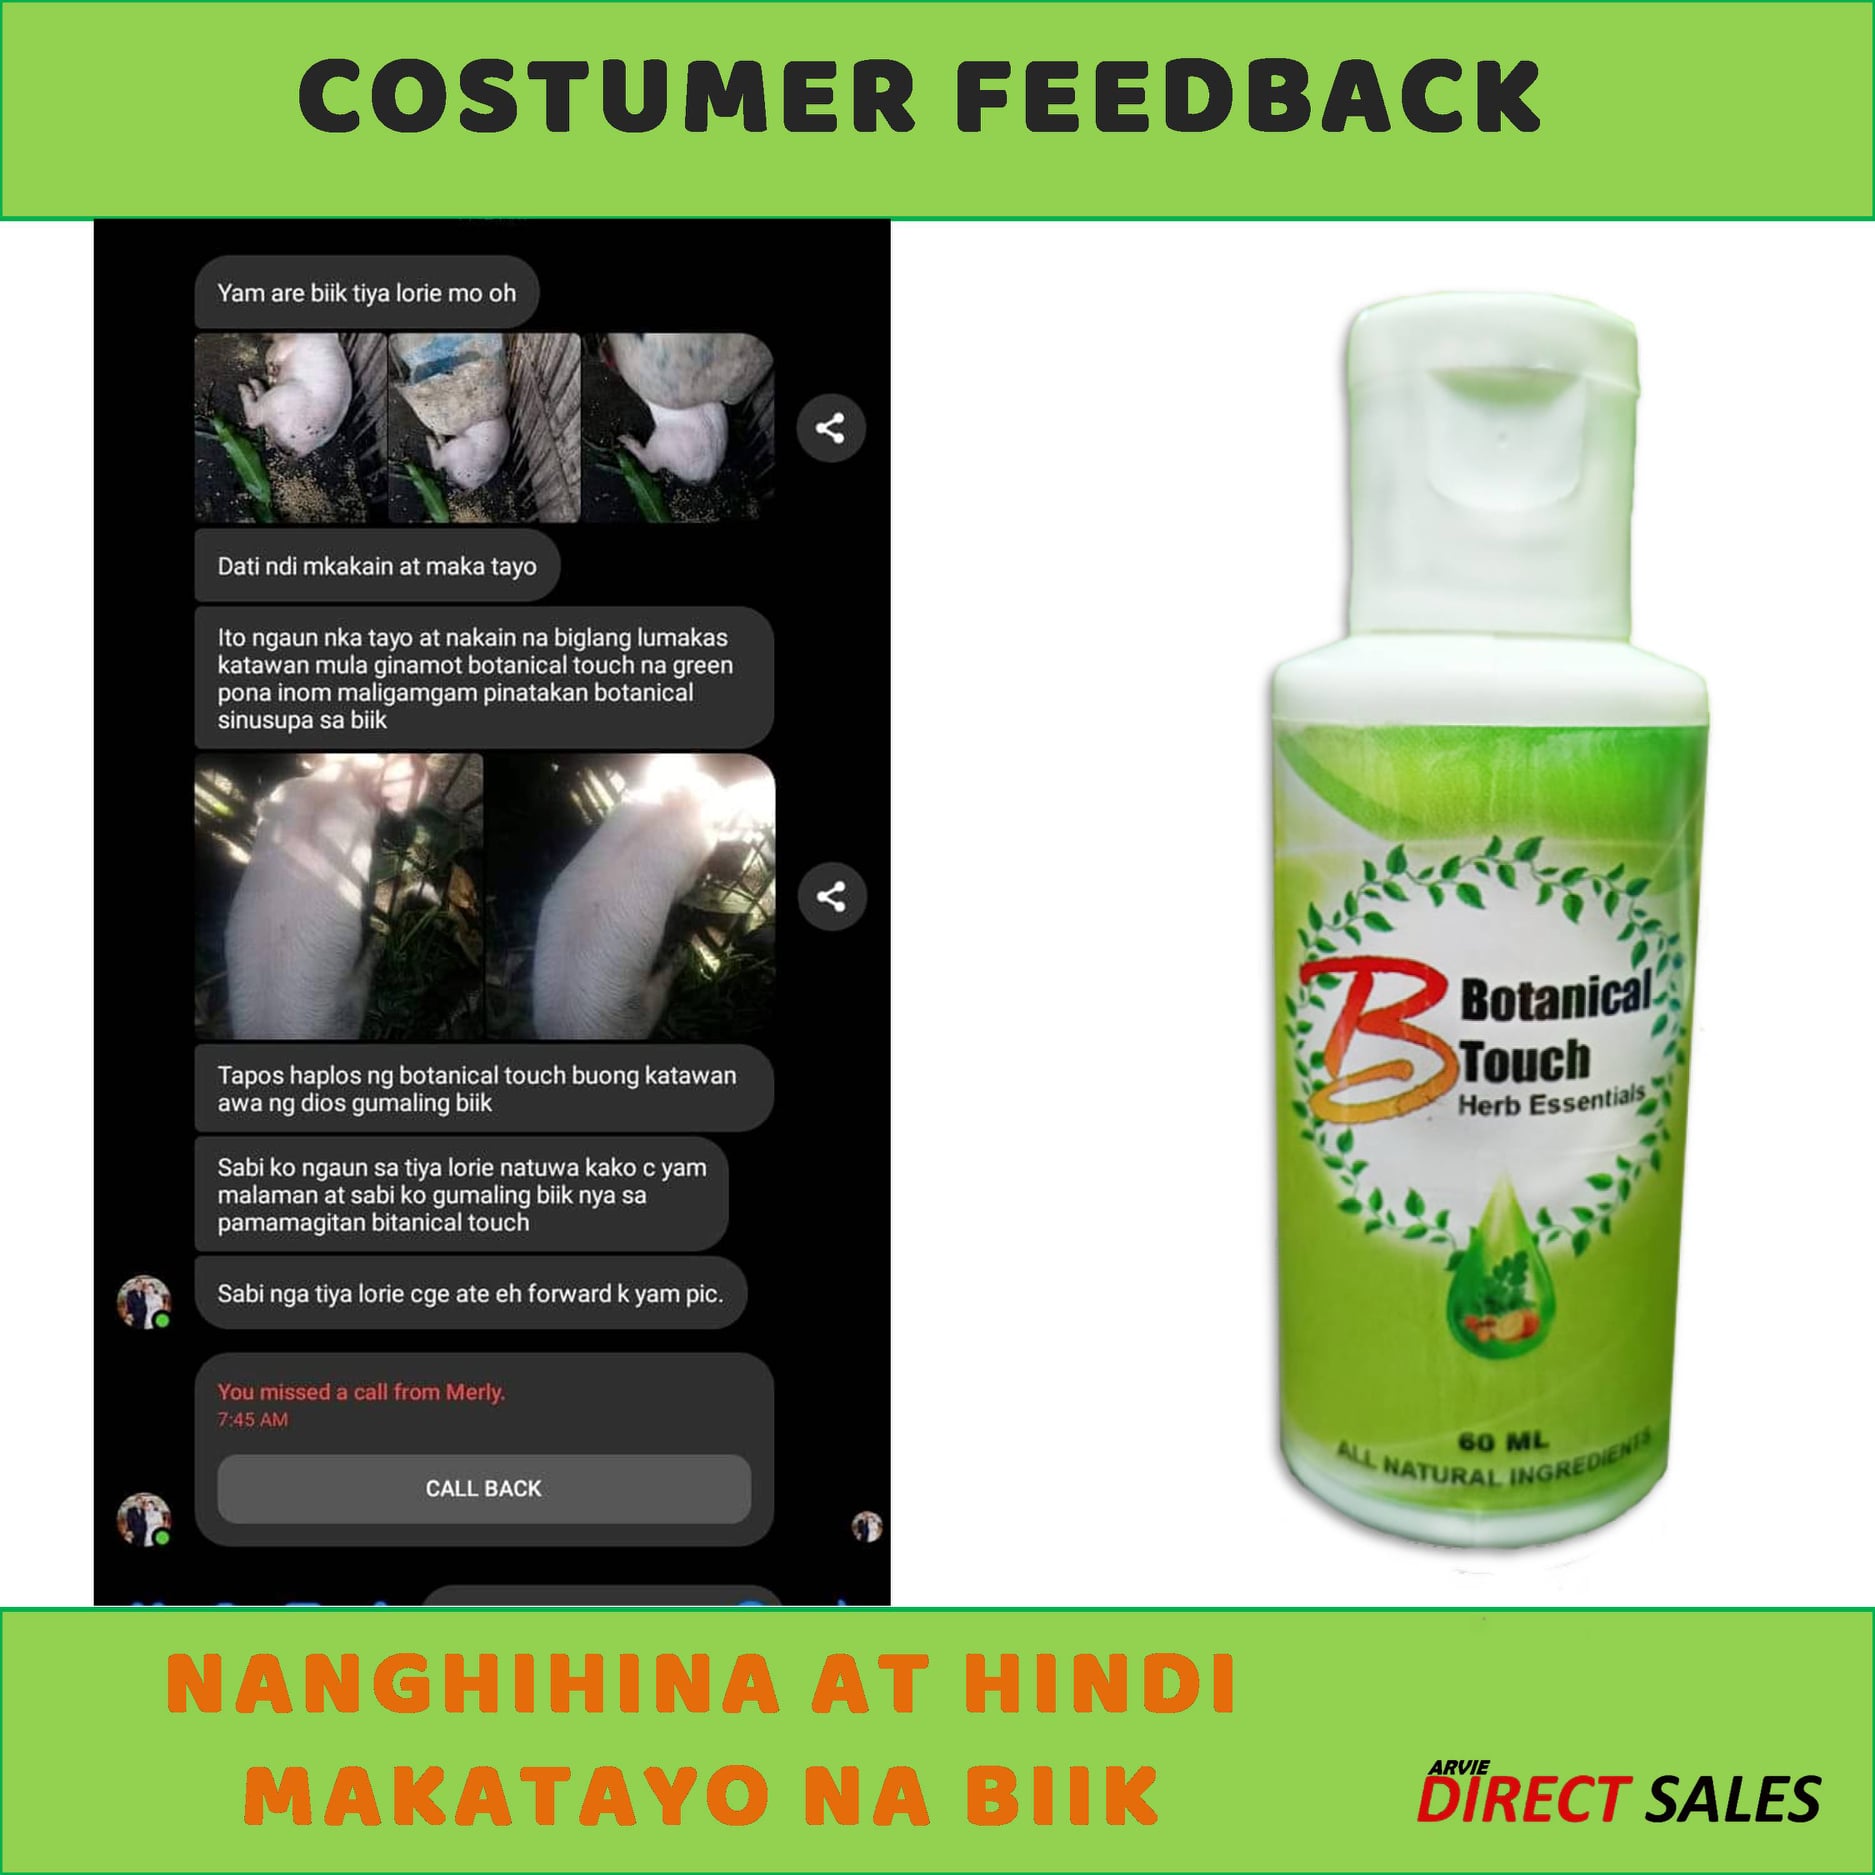 COSTUMER FEEDBACK
Yam are biik tiya lorie mo oh
Dati ndi mkakain at maka tayo
Ito ngaun nka tayo at nakain na biglang lumakas
katawan mula ginamot botanical touch na green
pona inom maligamgam pinatakan botanical
sinusupa sa biik
Tapos haplos ng botanical touch buong katawan
awa ng dios gumaling biik
Sabi ko ngaun sa tiya lorie natuwa kako c yam
malaman at sabi ko gumaling biik nya sa
pamamagitan bitanical touch
Sabi nga tiya lorie cge ate eh forward k yam pic.
You missed a call from Merly.
7:45 AM
CALL BACK
B
Botanical
Touch
Herb Essentials
60 ML
ALL NATURAL INGREDIENTS
NANGHIHINA AT HINDI
MAKATAYO NA BIIK
ARVIE
DIRECT SALES